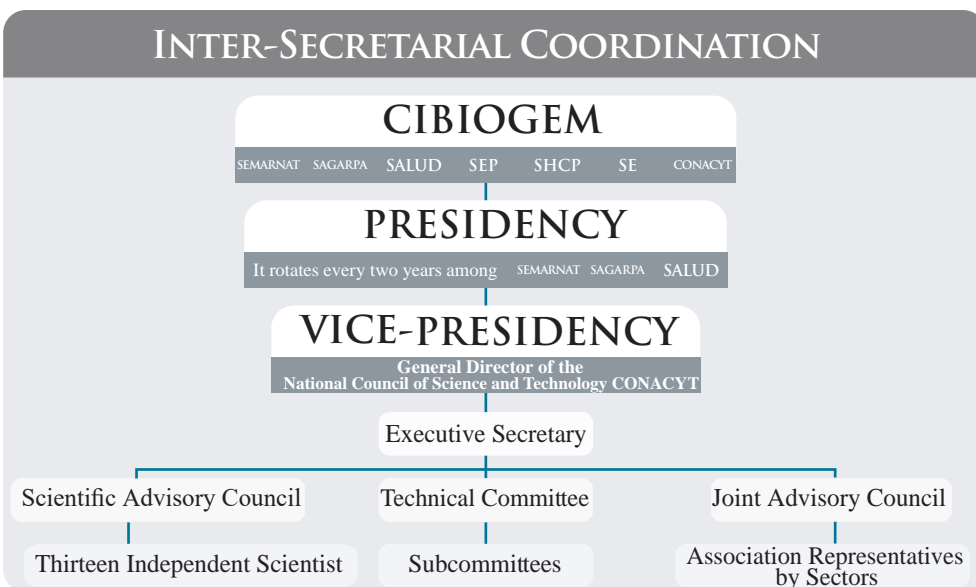 INTER-SECRETARIAL COORDINATION
CIBIOGEM
SEMARNAT SAGARPA SALUD SEP SHCP SE CONACYT
PRESIDENCY
It rotates every two years among SEMARNAT SAGARPA SALUD
VICE-PRESIDENCY
General Director of the
National Council of Science and Technology CONACYT
Executive Secretary
Scientific Advisory Council Technical Committee Joint Advisory Council
Thirteen Independent Scientist Subcommittees Association Representatives
by Sectors